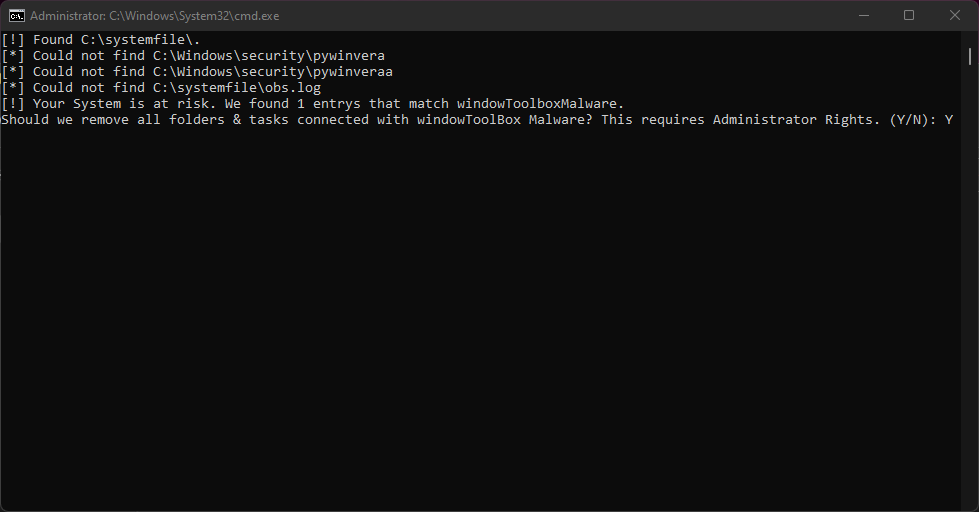 Administrator: C:\Windows\System32\cmd.exe
[!] Found C:\systemfile\.
[*] Could not find C:\Windows\security\pywinvera
[*] Could not find C:\Windows\security\pywinveraa
[*] Could not find C:\systemfile\obs.log
[!] Your System is at risk. We found 1 entrys that match windowToolboxMalware.
Should we remove all folders & tasks connected with windowToolBox Malware? This requires Administrator Rights. (Y/N): Y